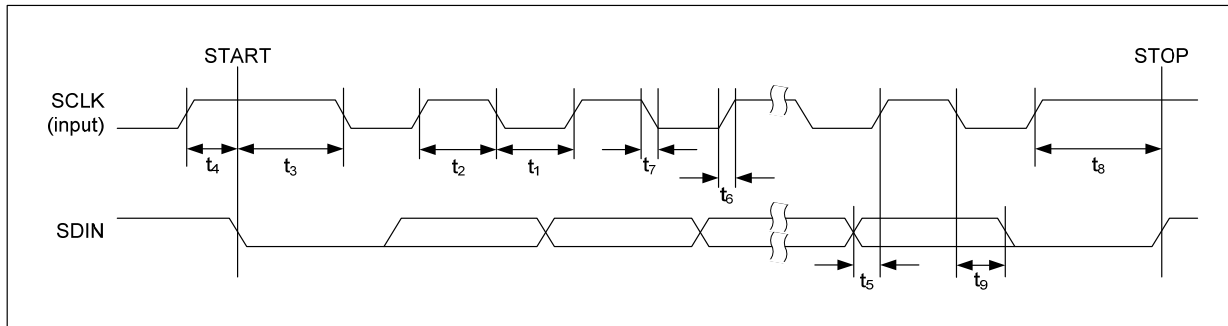 START
STOP
SCLK
(input)
t4
t3
t2
t1
t7
t6
t8
SDIN
t5
t9